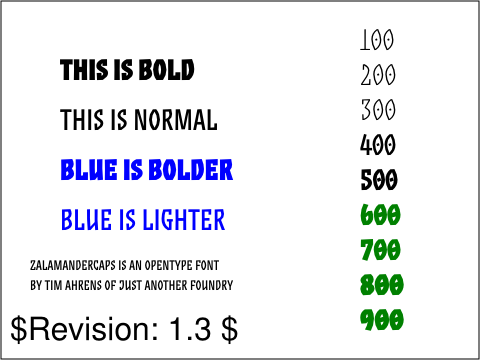 THIS IS BOLD
THIS IS NORMAL
BLUE IS BOLDER
BLUE IS LIGHTER
ZALAMANDERCAPS IS AN OPENTYPE FONT
BY TIM AHRENS OF JUST ANOTHER FOUNDRY
$Revision: 1.3 $
100
200
300
400
500
600
700
800
900